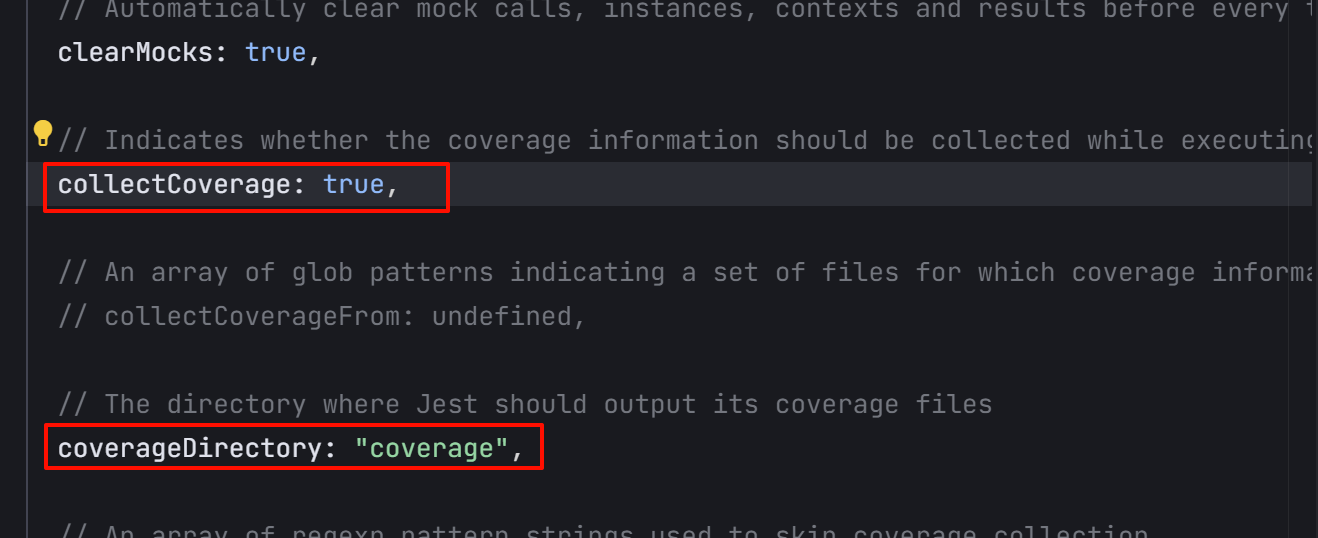 // Automatically clear mock calls, instances, contexts and results before every
clearMocks: true,
// Indicates whether the coverage information should be collected while executing
collectCoverage: true,
// An array of glob patterns indicating a set of files for which coverage informa
// collectCoverageFrom: undefined,
// The directory where Jest should output its coverage files
coverageDirectory: "coverage",
// An array of regexp pattern strings used to skip coverage collection